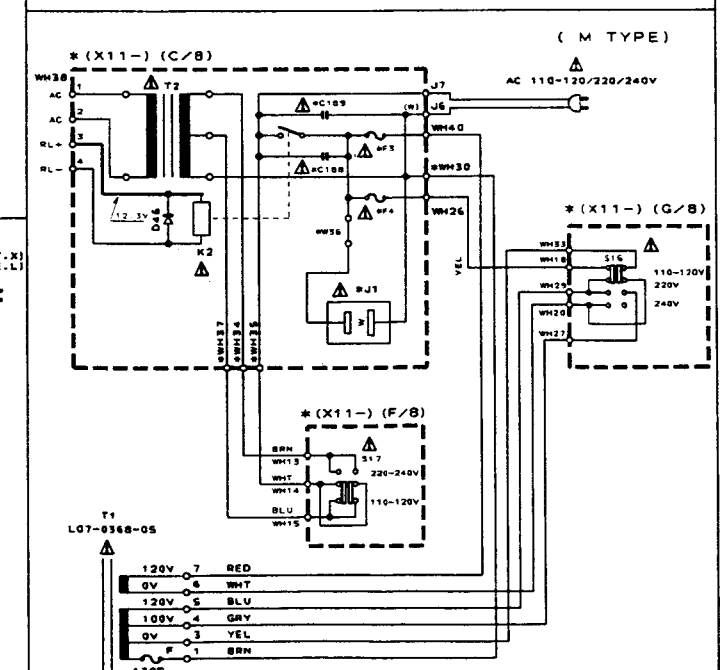 ( M TYPE)
* (X11-) (C/8)
AC 110-120/220/240V
WH38
T2
J7
J6
AC 1
AC 2
RL+ 3
RL- 4
*C189
(W)
WH40
*F3
*C188
*WH30
*F4
WH26
12.3V
D46
K2
*W36
*J1
W
YEL
*WH37
*WH34
*WH35
* (X11-) (G/8)
WH33
WH18
S16
110-120V
WH29
220V
WH20
240V
WH27
* (X11-) (F/8)
BRN
WH13
S17
220-240V
WHT
WH14
110-120V
BLU
WH15
T1
L07-0368-05
120V 7 RED
0V 6 WHT
120V 5 BLU
100V 4 GRY
0V 3 YEL
F 1 BRN